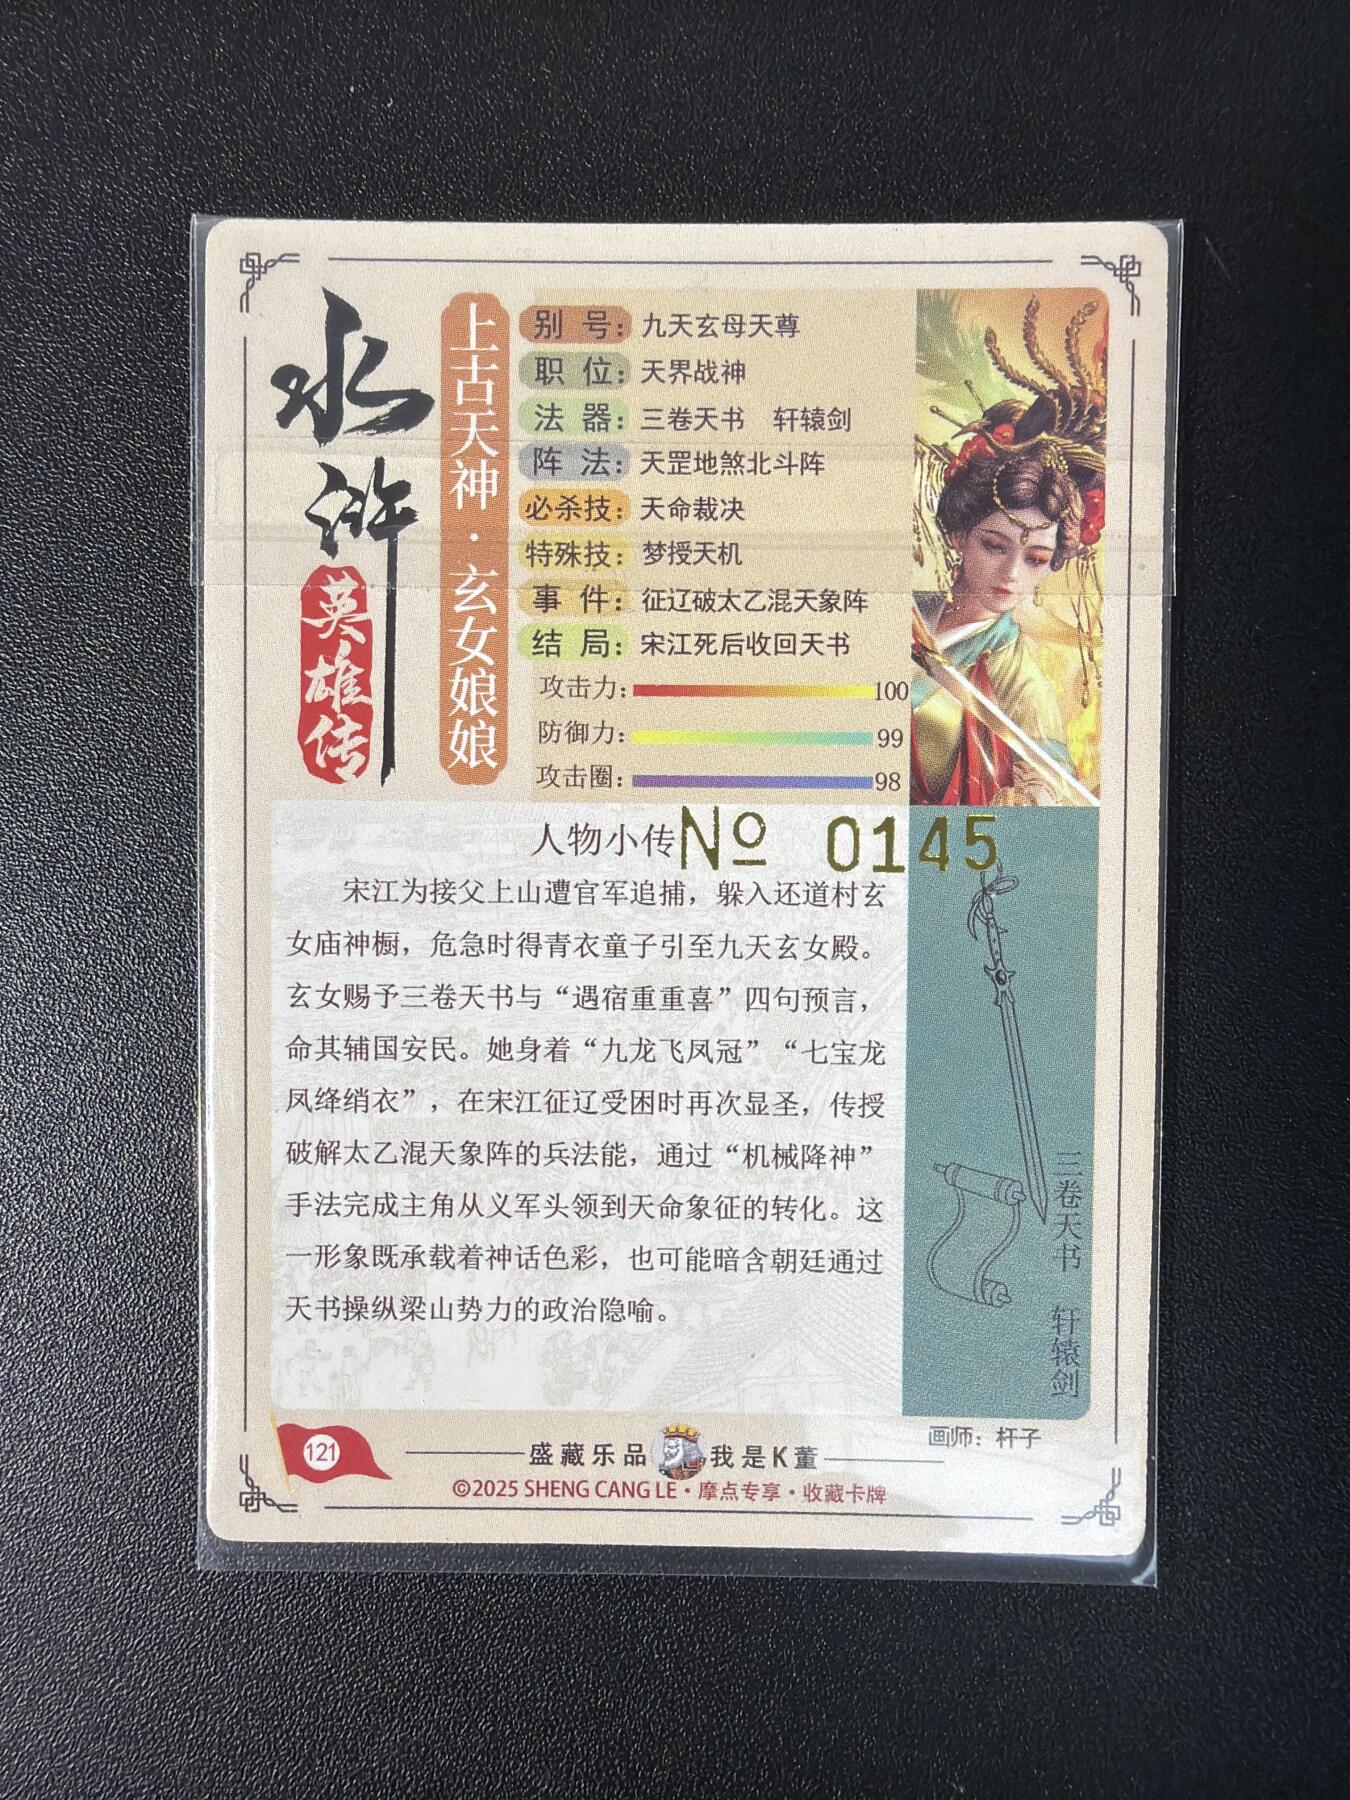 水浒
英雄传
上古天神·玄女娘娘
别号：九天玄母天尊
职位：天界战神
法器：三卷天书 轩辕剑
阵法：天罡地煞北斗阵
必杀技：天命裁决
特殊技：梦授天机
事件：征辽破太乙混天象阵
结局：宋江死后收回天书
攻击力：100
防御力：99
攻击圈：98
人物小传
№ 0145
宋江为接父上山遭官军追捕，躲入还道村玄
女庙神橱，危急时得青衣童子引至九天玄女殿。
玄女赐予三卷天书与“遇宿重重喜”四句预言，
命其辅国安民。她身着“九龙飞凤冠”“七宝龙
凤绛绡衣”，在宋江征辽受困时再次显圣，传授
破解太乙混天象阵的兵法能，通过“机械降神”
手法完成主角从义军头领到天命象征的转化。这
一形象既承载着神话色彩，也可能暗含朝廷通过
天书操纵梁山势力的政治隐喻。
三卷天书 轩辕剑
画师：杆子
121
盛藏乐品 我是K董
©2025 SHENG CANG LE·摩点专享·收藏卡牌